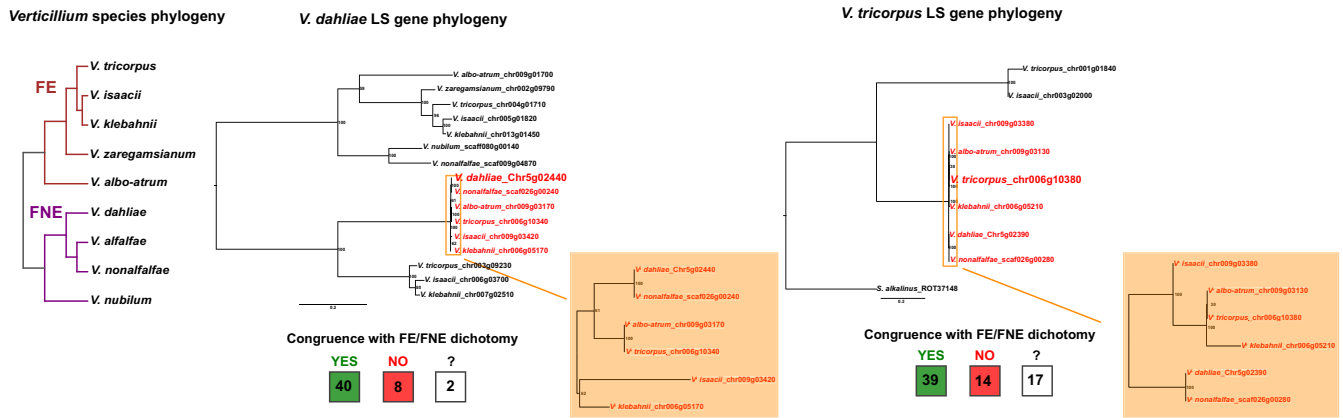 Verticillium species phylogeny
V. tricorpus
V. isaacii
V. klebahnii
V. zaregamsianum
V. albo-atrum
V. dahliae
V. alfalfae
V. nonalfalfae
V. nubilum
FE
FNE
V. dahliae LS gene phylogeny
V. albo-atrum_chr009g01700
V. zaregamsianum_chr002g09790
V. tricorpus_chr004g01710
V. isaacii_chr005g01820
V. klebahnii_chr013g01450
V. nubilum_scaff080g00140
V. nonalfalfae_scaf009g04870
V. dahliae_Chr5g02440
V. nonalfalfae_scaf026g00240
V. albo-atrum_chr009g03170
V. tricorpus_chr006g10340
V. isaacii_chr009g03420
V. klebahnii_chr006g05170
V. tricorpus_chr003g09230
V. isaacii_chr006g03700
V. klebahnii_chr007g02510
0.2
Congruence with FE/FNE dichotomy
YES NO ?
40 8 2
V. dahliae_Chr5g02440
V. nonalfalfae_scaf026g00240
V. albo-atrum_chr009g03170
V. tricorpus_chr006g10340
V. isaacii_chr009g03420
V. klebahnii_chr006g05170
V. tricorpus LS gene phylogeny
V. tricorpus_chr001g01840
V. isaacii_chr003g02000
V. isaacii_chr009g03380
V. albo-atrum_chr009g03130
V. tricorpus_chr006g10380
V. klebahnii_chr006g05210
V. dahliae_Chr5g02390
V. nonalfalfae_scaf026g00280
S. alkalinus_ROT37148
0.2
Congruence with FE/FNE dichotomy
YES NO ?
39 14 17
V. isaacii_chr009g03380
V. albo-atrum_chr009g03130
V. tricorpus_chr006g10380
V. klebahnii_chr006g05210
V. dahliae_Chr5g02390
V. nonalfalfae_scaf026g00280